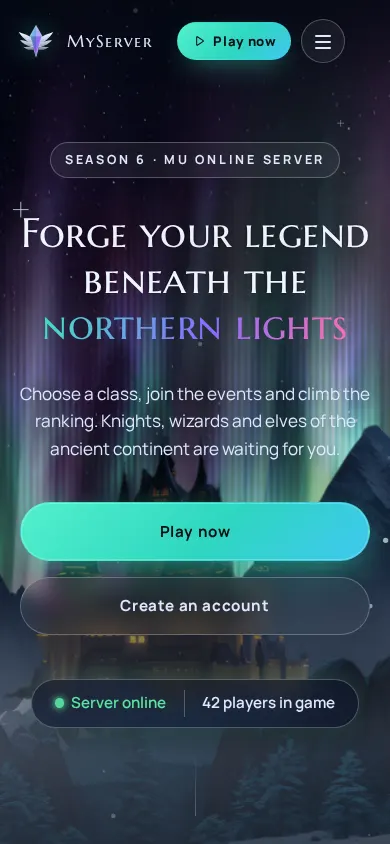 MyServer
Play now
SEASON 6 · MU ONLINE SERVER
Forge your legend
beneath the
northern lights
Choose a class, join the events and climb the
ranking. Knights, wizards and elves of the
ancient continent are waiting for you.
Play now
Create an account
Server online
42 players in game